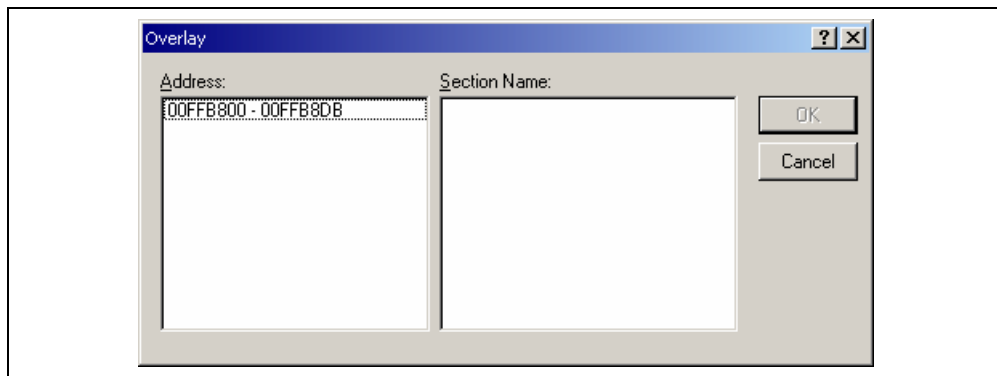 Overlay
Address:
Section Name:
00FFB800 - 00FFB8DB
OK
Cancel